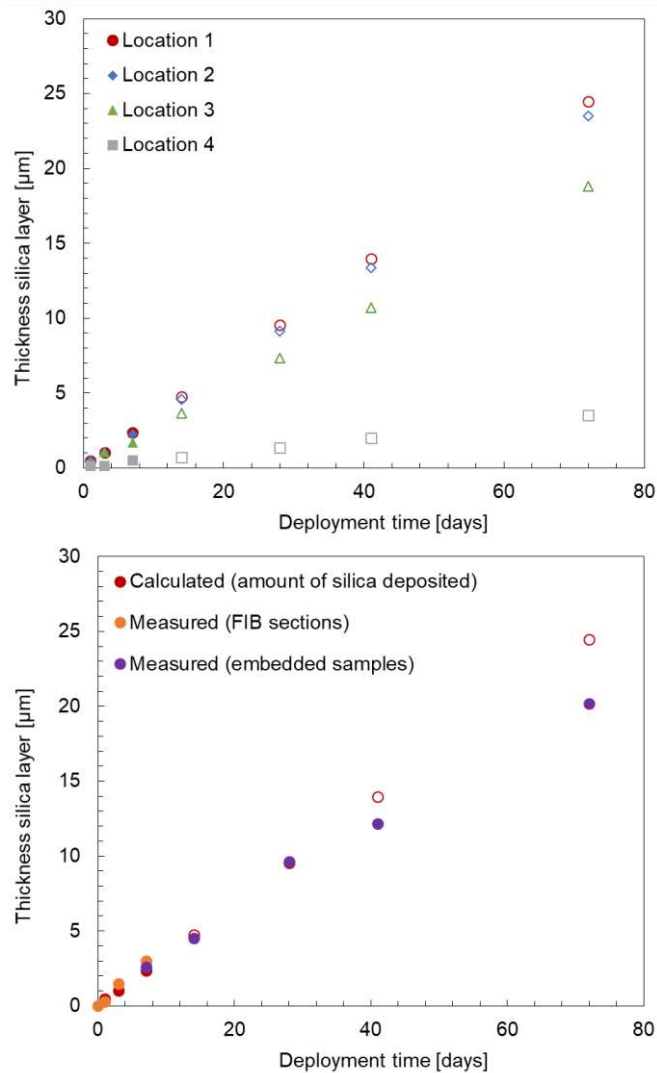 30
25
20
15
10
5
0
Thickness silica layer [µm]
Location 1
Location 2
Location 3
Location 4
0 20 40 60 80
Deployment time [days]
30
25
20
15
10
5
0
Thickness silica layer [µm]
Calculated (amount of silica deposited)
Measured (FIB sections)
Measured (embedded samples)
0 20 40 60 80
Deployment time [days]